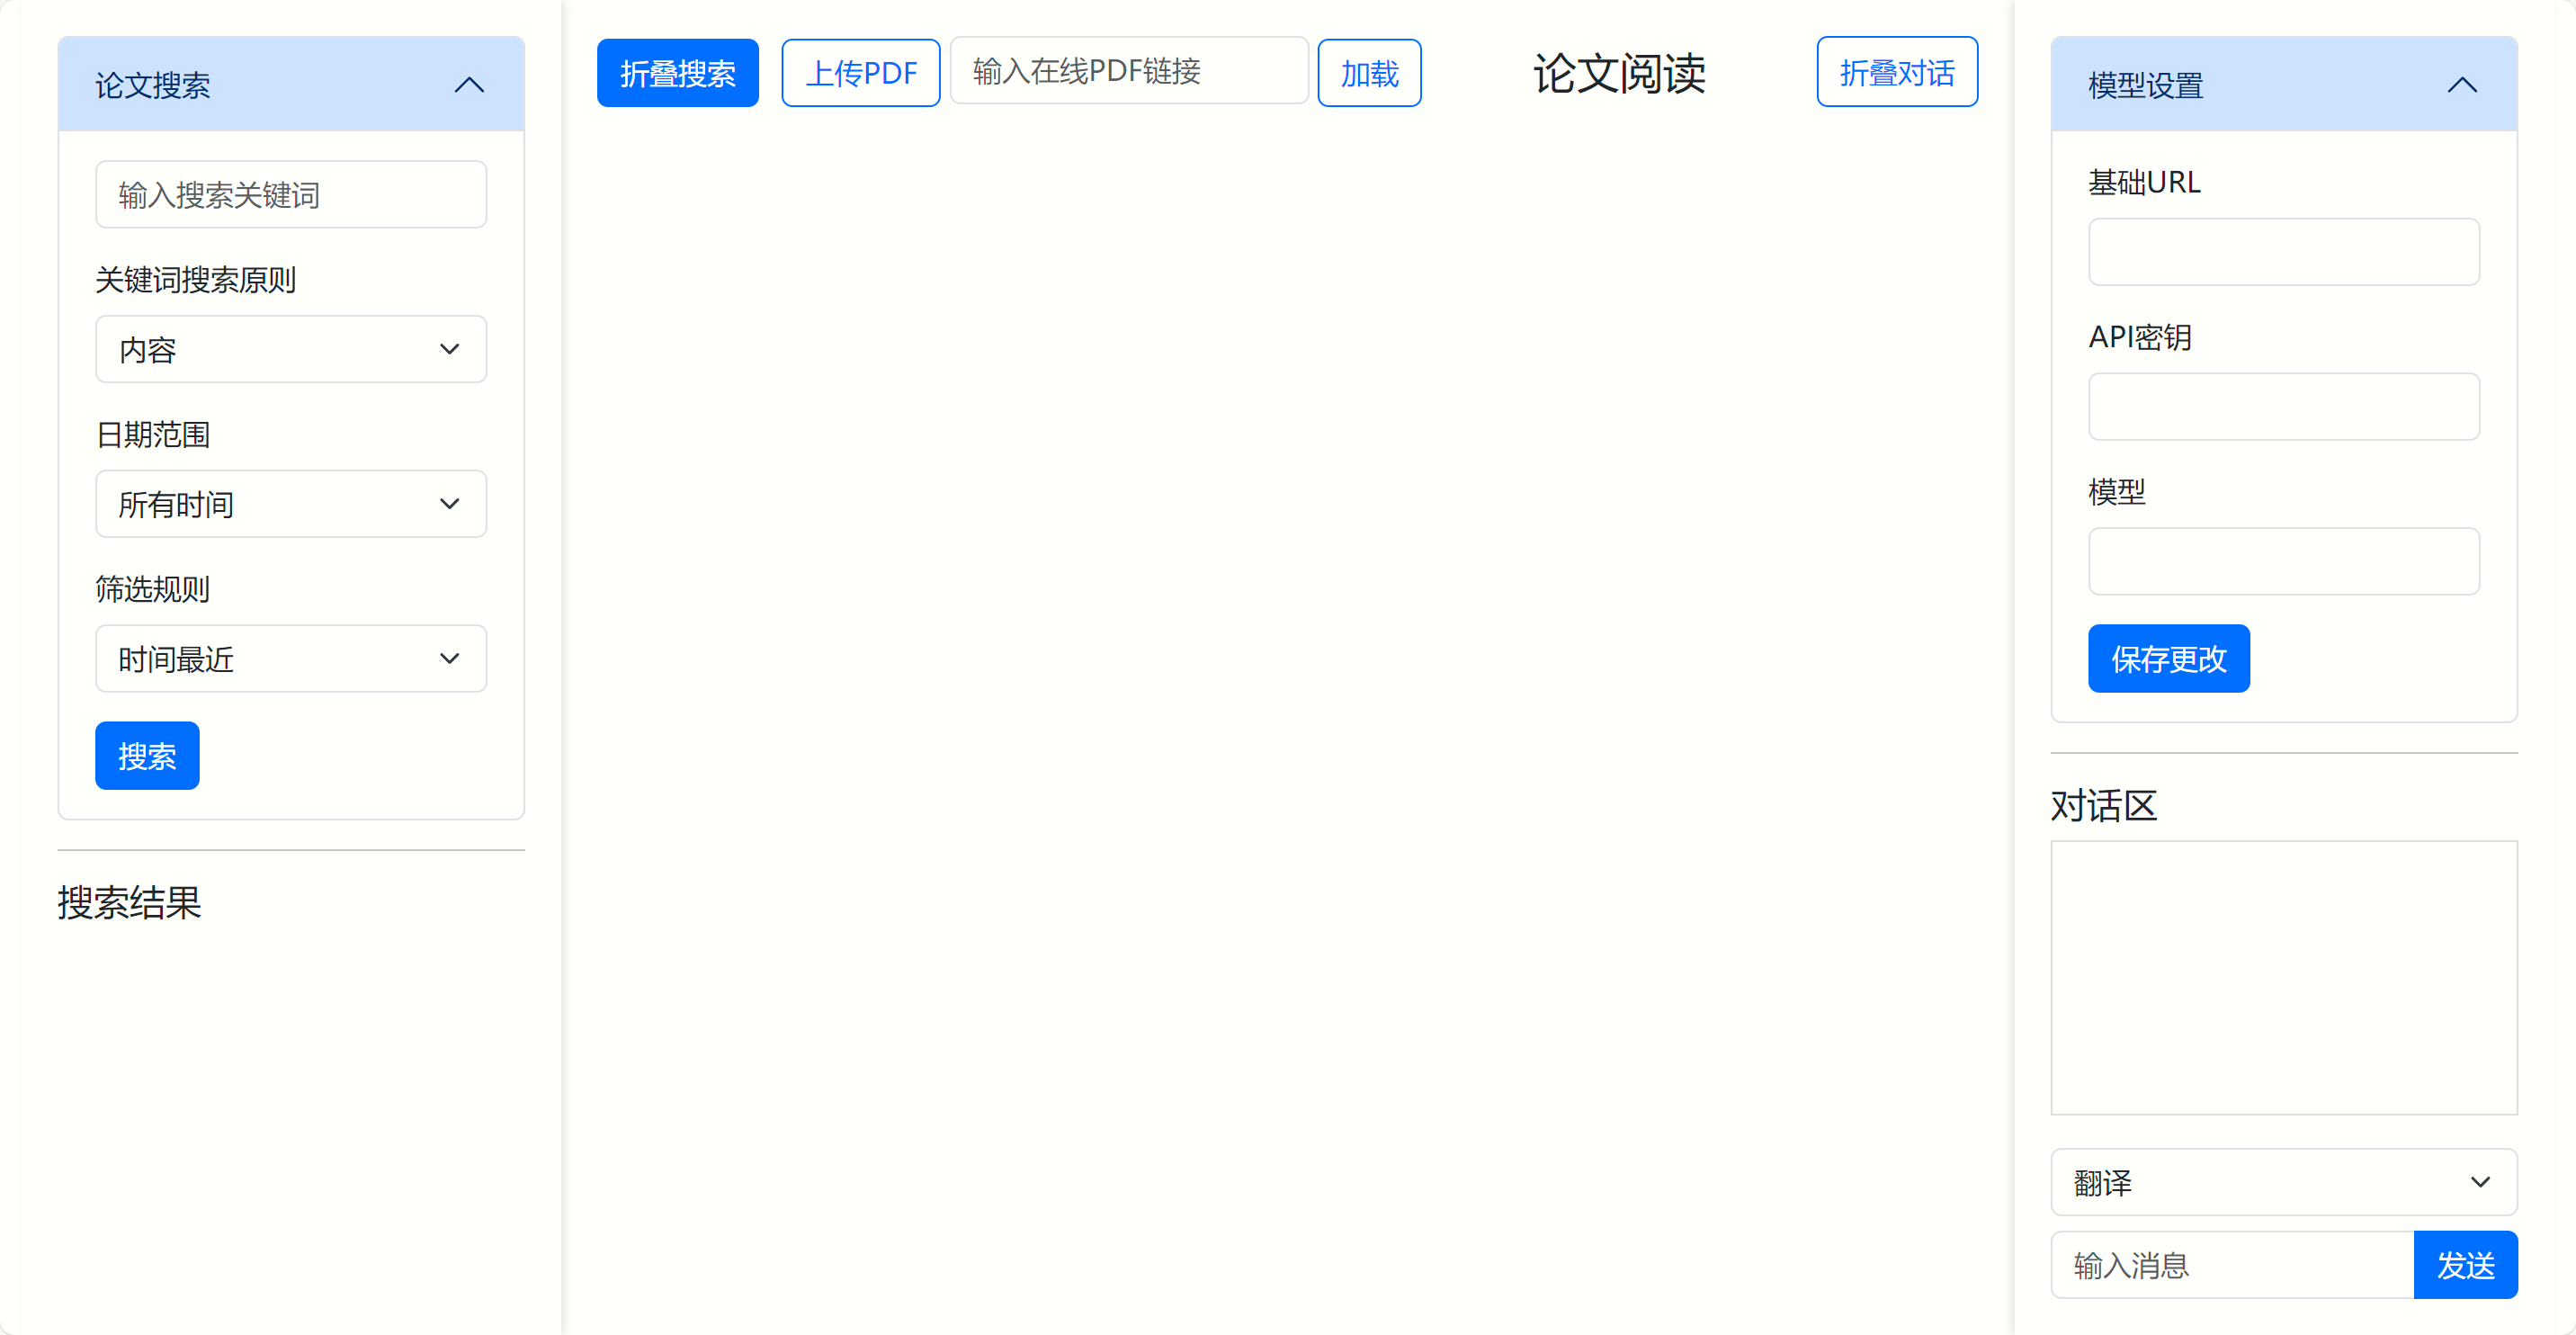 论文搜索
输入搜索关键词
关键词搜索原则
内容
日期范围
所有时间
筛选规则
时间最近
搜索
搜索结果
折叠搜索
上传PDF
输入在线PDF链接
加载
论文阅读
折叠对话
模型设置
基础URL
API密钥
模型
保存更改
对话区
翻译
输入消息
发送